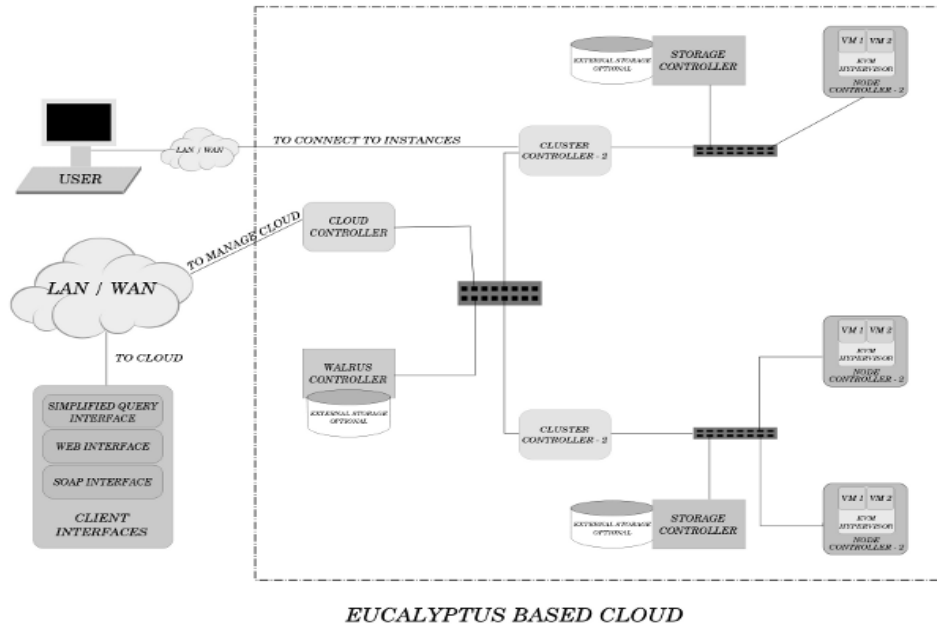 STORAGE
CONTROLLER
EXTERNAL STORAGE
OPTIONAL
VM 1 VM 2
KVM
HYPERVISOR
NODE
CONTROLLER - 2
USER
LAN / WAN
TO CONNECT TO INSTANCES
CLUSTER
CONTROLLER - 2
CLOUD
CONTROLLER
TO MANAGE CLOUD
LAN / WAN
TO CLOUD
WALRUS
CONTROLLER
EXTERNAL STORAGE
OPTIONAL
VM 1 VM 2
KVM
HYPERVISOR
NODE
CONTROLLER - 2
SIMPLIFIED QUERY
INTERFACE
WEB INTERFACE
SOAP INTERFACE
CLIENT
INTERFACES
CLUSTER
CONTROLLER - 2
EXTERNAL STORAGE
OPTIONAL
STORAGE
CONTROLLER
VM 1 VM 2
KVM
HYPERVISOR
NODE
CONTROLLER - 2
EUCALYPTUS BASED CLOUD